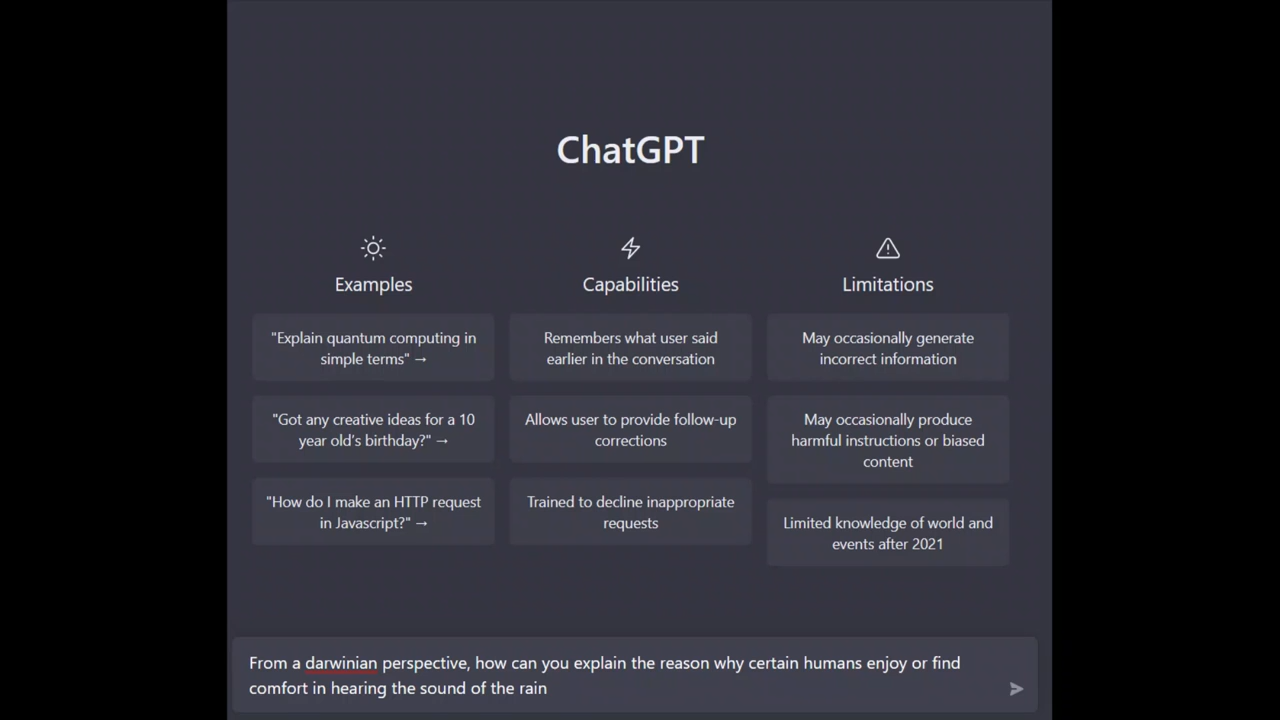 ChatGPT
Examples
"Explain quantum computing in
simple terms" →
"Got any creative ideas for a 10
year old's birthday?" →
"How do I make an HTTP request
in Javascript?" →
Capabilities
Remembers what user said
earlier in the conversation
Allows user to provide follow-up
corrections
Trained to decline inappropriate
requests
Limitations
May occasionally generate
incorrect information
May occasionally produce
harmful instructions or biased
content
Limited knowledge of world and
events after 2021
From a darwinian perspective, how can you explain the reason why certain humans enjoy or find
comfort in hearing the sound of the rain